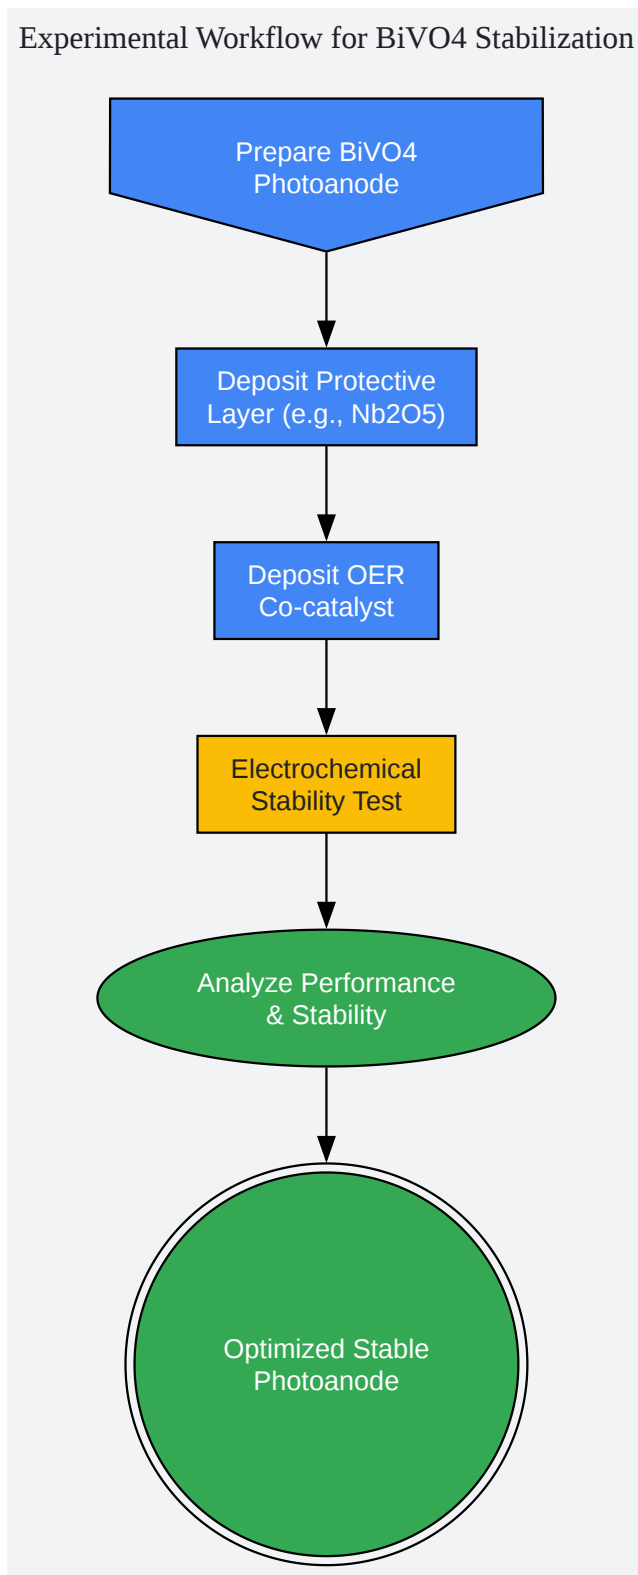 Experimental Workflow for BiVO4 Stabilization
Prepare BiVO4
Photoanode
Deposit Protective
Layer (e.g., Nb2O5)
Deposit OER
Co-catalyst
Electrochemical
Stability Test
Analyze Performance
& Stability
Optimized Stable
Photoanode